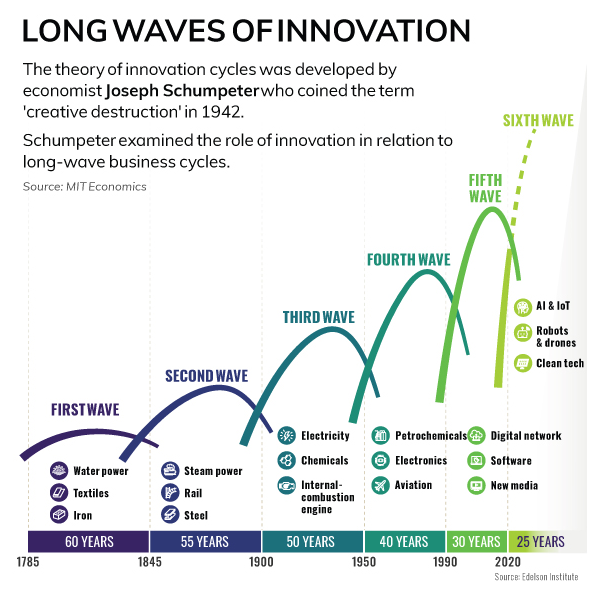 LONG WAVES OF INNOVATION
The theory of innovation cycles was developed by
economist Joseph Schumpeter who coined the term
'creative destruction' in 1942.
Schumpeter examined the role of innovation in relation to
long-wave business cycles.
Source: MIT Economics
SIXTH WAVE
FIFTH
WAVE
FOURTH WAVE
THIRD WAVE
SECOND WAVE
FIRST WAVE
Water power
Textiles
Iron
Steam power
Rail
Steel
Electricity
Chemicals
Internal-
combustion
engine
Petrochemicals
Electronics
Aviation
Digital network
Software
New media
AI & IoT
Robots
& drones
Clean tech
60 YEARS
55 YEARS
50 YEARS
40 YEARS
30 YEARS
25 YEARS
1785
1845
1900
1950
1990
2020
Source: Edelson Institute